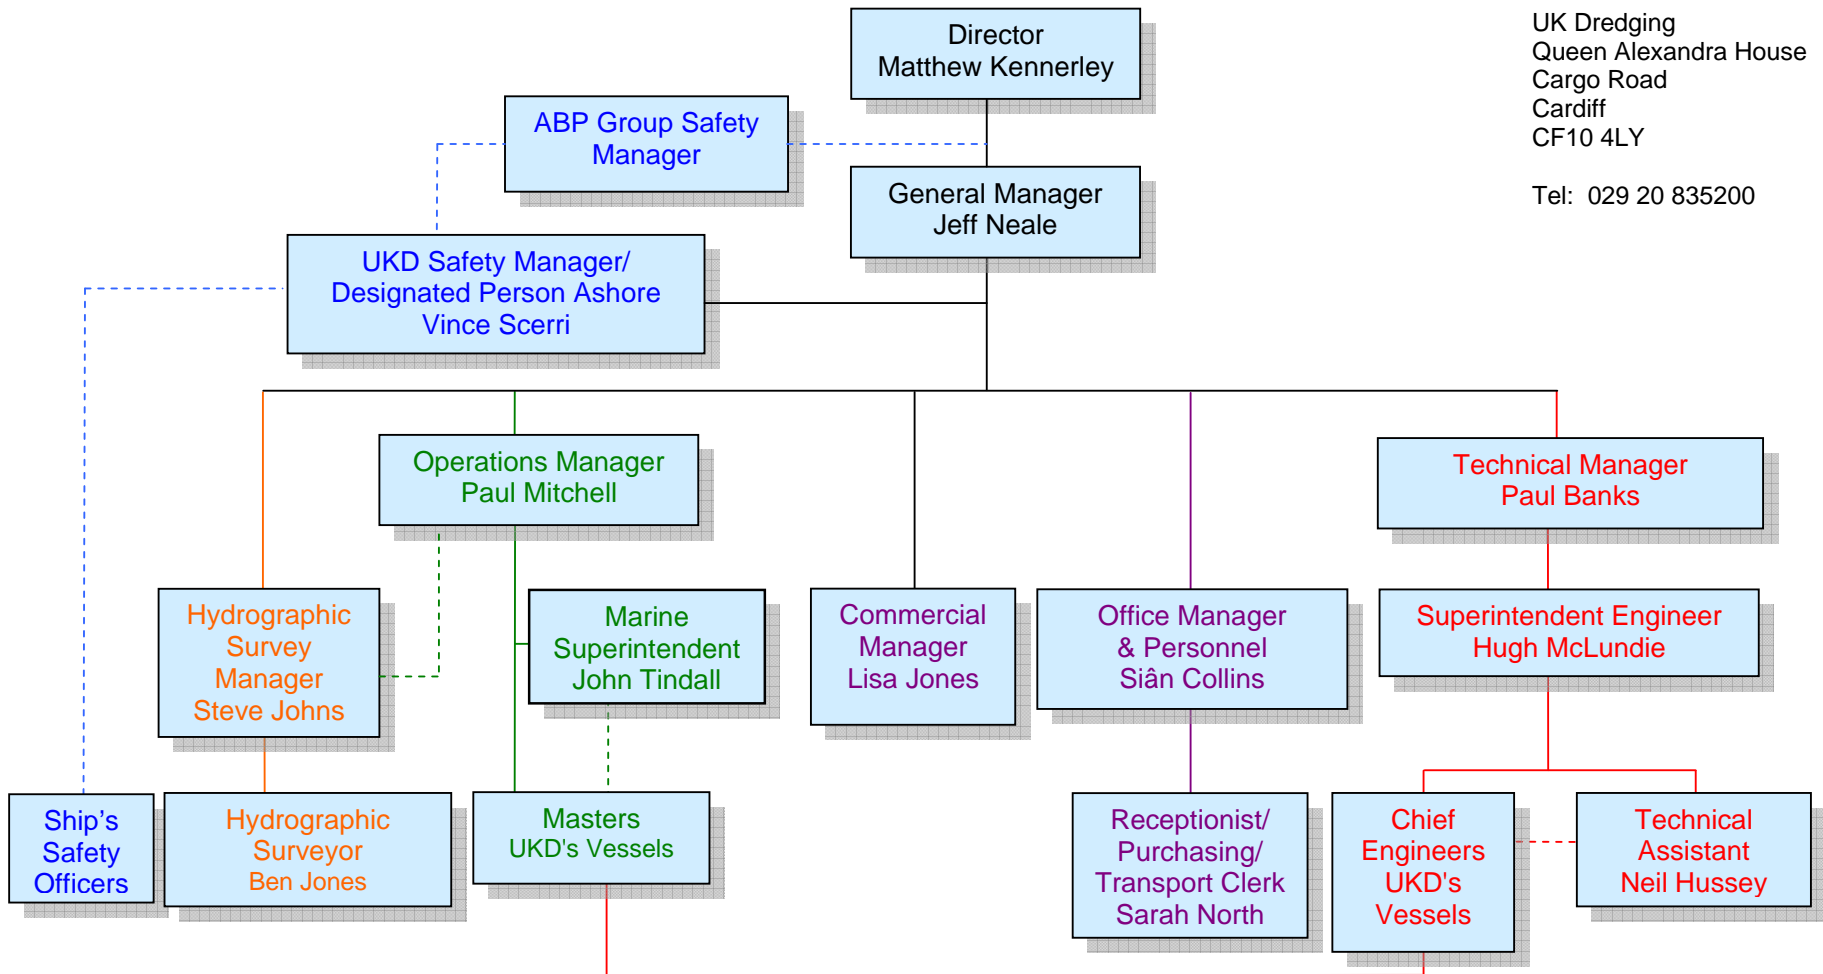 Director
Matthew Kennerley
UK Dredging
Queen Alexandra House
Cargo Road
Cardiff
CF10 4LY
Tel:  029 20 835200
ABP Group Safety
Manager
General Manager
Jeff Neale
UKD Safety Manager/
Designated Person Ashore
Vince Scerri
Operations Manager
Paul Mitchell
Technical Manager
Paul Banks
Hydrographic
Survey
Manager
Steve Johns
Marine
Superintendent
John Tindall
Commercial
Manager
Lisa Jones
Office Manager
& Personnel
Siân Collins
Superintendent Engineer
Hugh McLundie
Ship’s
Safety
Officers
Hydrographic
Surveyor
Ben Jones
Masters
UKD's Vessels
Receptionist/
Purchasing/
Transport Clerk
Sarah North
Chief
Engineers
UKD's
Vessels
Technical
Assistant
Neil Hussey